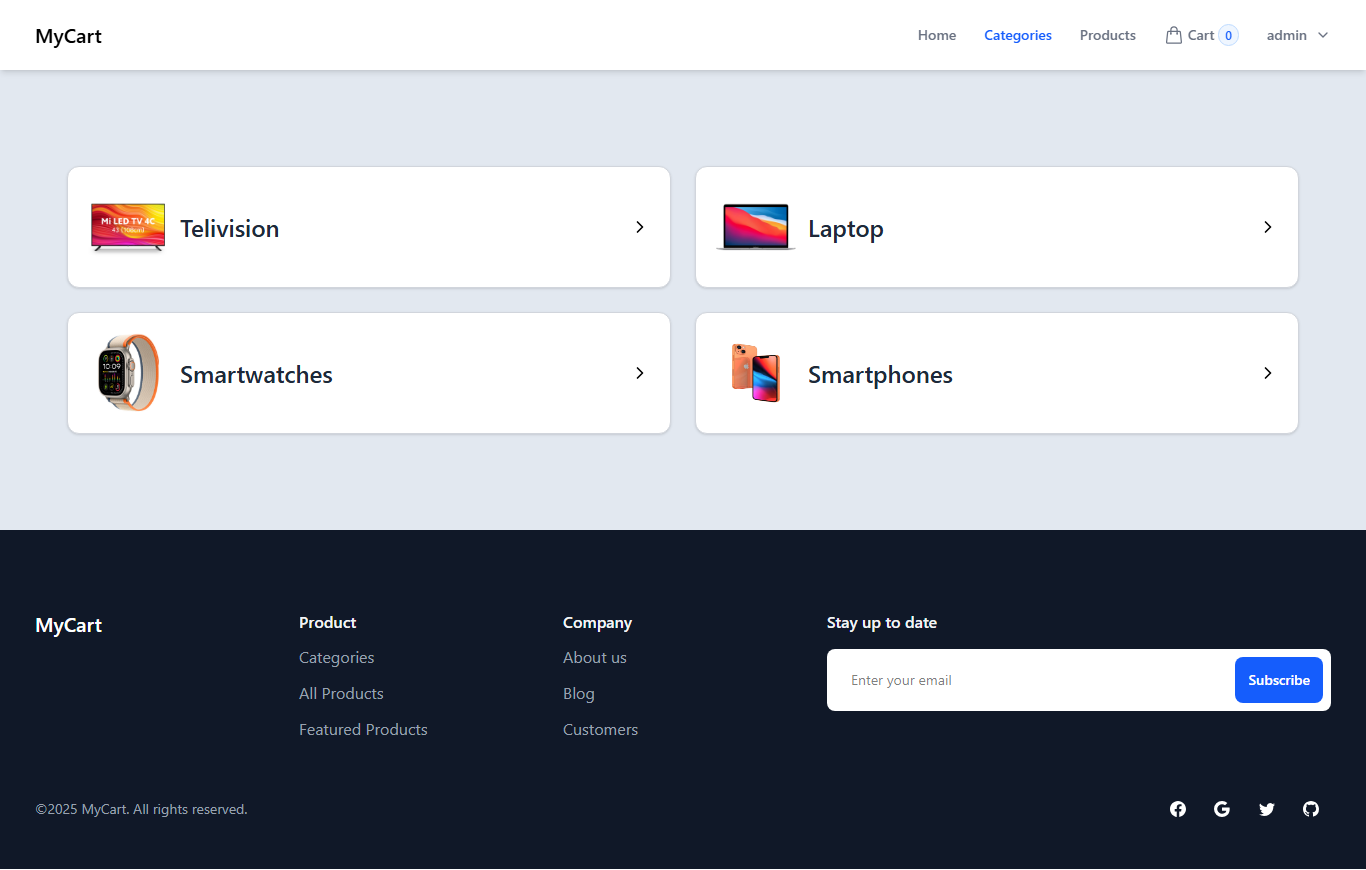 MyCart
Home Categories Products Cart 0 admin
Mi LED TV 4C
Telivision
Laptop
10 09
Smartwatches
Smartphones
MyCart
Product
Categories
All Products
Featured Products
Company
About us
Blog
Customers
Stay up to date
Enter your email Subscribe
©2025 MyCart. All rights reserved.